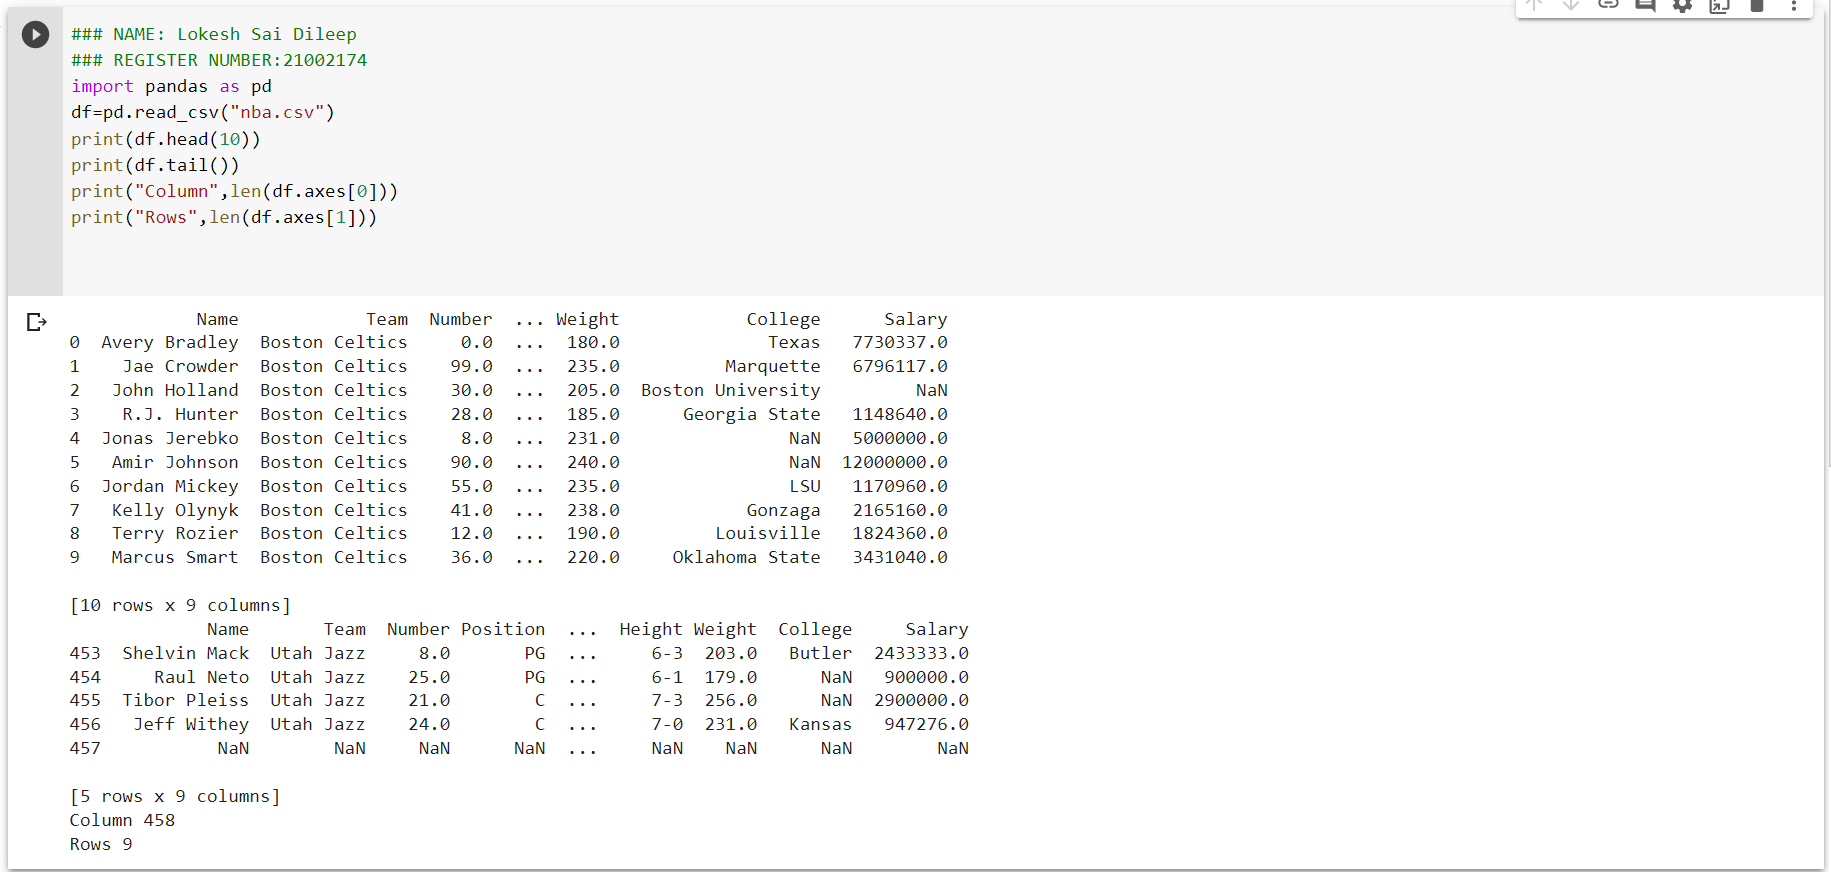 ### NAME: Lokesh Sai Dileep
### REGISTER NUMBER:21002174
import pandas as pd
df=pd.read_csv("nba.csv")
print(df.head(10))
print(df.tail())
print("Column",len(df.axes[0]))
print("Rows",len(df.axes[1]))
Name Team Number ... Weight College Salary
0 Avery Bradley Boston Celtics 0.0 ... 180.0 Texas 7730337.0
1 Jae Crowder Boston Celtics 99.0 ... 235.0 Marquette 6796117.0
2 John Holland Boston Celtics 30.0 ... 205.0 Boston University NaN
3 R.J. Hunter Boston Celtics 28.0 ... 185.0 Georgia State 1148640.0
4 Jonas Jerebko Boston Celtics 8.0 ... 231.0 NaN 5000000.0
5 Amir Johnson Boston Celtics 90.0 ... 240.0 NaN 12000000.0
6 Jordan Mickey Boston Celtics 55.0 ... 235.0 LSU 1170960.0
7 Kelly Olynyk Boston Celtics 41.0 ... 238.0 Gonzaga 2165160.0
8 Terry Rozier Boston Celtics 12.0 ... 190.0 Louisville 1824360.0
9 Marcus Smart Boston Celtics 36.0 ... 220.0 Oklahoma State 3431040.0
[10 rows x 9 columns]
Name Team Number Position ... Height Weight College Salary
453 Shelvin Mack Utah Jazz 8.0 PG ... 6-3 203.0 Butler 2433333.0
454 Raul Neto Utah Jazz 25.0 PG ... 6-1 179.0 NaN 900000.0
455 Tibor Pleiss Utah Jazz 21.0 C ... 7-3 256.0 NaN 2900000.0
456 Jeff Withey Utah Jazz 24.0 C ... 7-0 231.0 Kansas 947276.0
457 NaN NaN NaN NaN ... NaN NaN NaN NaN
[5 rows x 9 columns]
Column 458
Rows 9